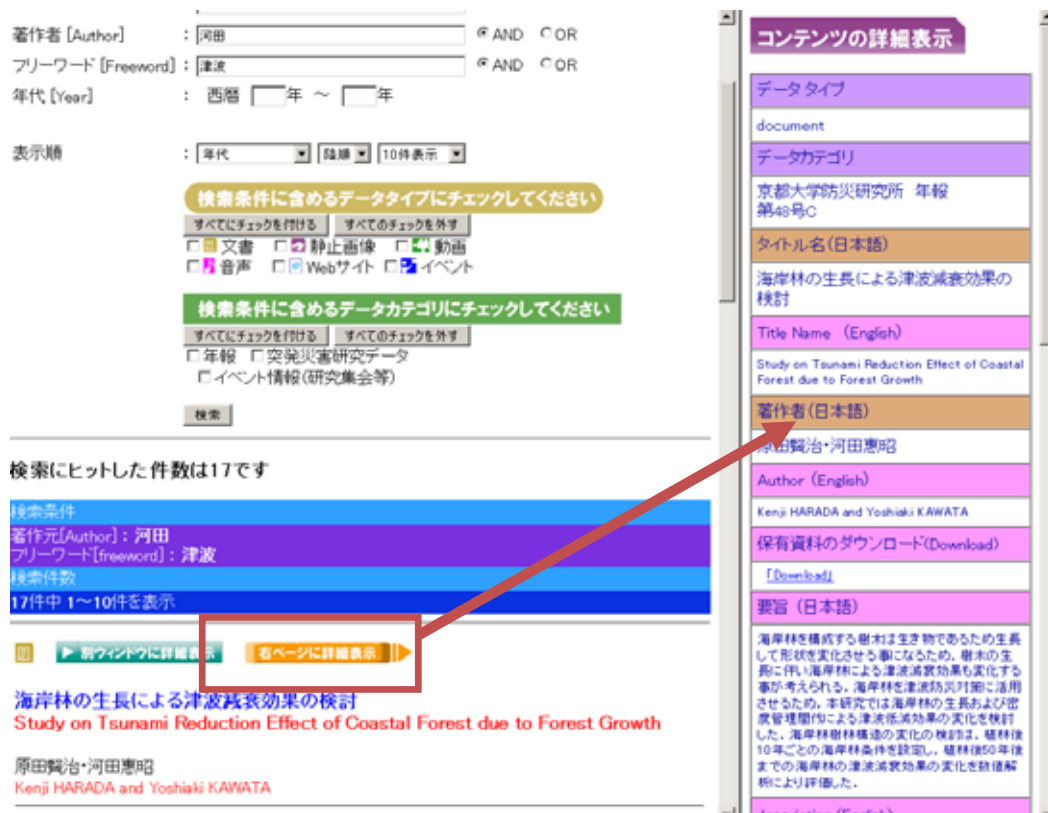 著作者 [Author] : 河田 AND OR
フリーワード [Freeword] : 津波 AND OR
年代 [Year] : 西暦 年 ~ 年
表示順 : 年代 降順 10件表示
検索条件に含めるデータタイプにチェックしてください
すべてにチェックを付ける すべてのチェックを外す
文書 静止画像 動画
音声 Webサイト イベント
検索条件に含めるデータカテゴリにチェックしてください
すべてにチェックを付ける すべてのチェックを外す
年報 突発災害研究データ
イベント情報(研究集会等)
検索
検索にヒットした件数は17です
検索条件
著作元[Author] : 河田
フリーワード[freeword] : 津波
検索件数
17件中 1~10件を表示
別ウィンドウに詳細表示 右ページに詳細表示
海岸林の生長による津波減衰効果の検討
Study on Tsunami Reduction Effect of Coastal Forest due to Forest Growth
原田賢治・河田恵昭
Kenji HARADA and Yoshiaki KAWATA
コンテンツの詳細表示
データタイプ
document
データカテゴリ
京都大学防災研究所 年報
第48号C
タイトル名(日本語)
海岸林の生長による津波減衰効果の
検討
Title Name (English)
Study on Tsunami Reduction Effect of Coastal
Forest due to Forest Growth
著作者(日本語)
原田賢治・河田恵昭
Author (English)
Kenji HARADA and Yoshiaki KAWATA
保有資料のダウンロード(Download)
「Download」
要旨 (日本語)
海岸林を構成する樹木は生き物であるため生長
して形状を変化させる事になるため、樹木の生
長に伴い海岸林による津波減衰効果も変化する
事が考えられる。海岸林を津波防災対策に活用
させるため、本研究では海岸林の生長および密
度管理間伐による津波低減効果の変化を検討
した。海岸林樹林構造の変化の検討は、植林後
10年ごとの海岸林条件を設定し、植林後50年後
までの海岸林の津波減衰効果の変化を数値解
析により評価した。
description (English)